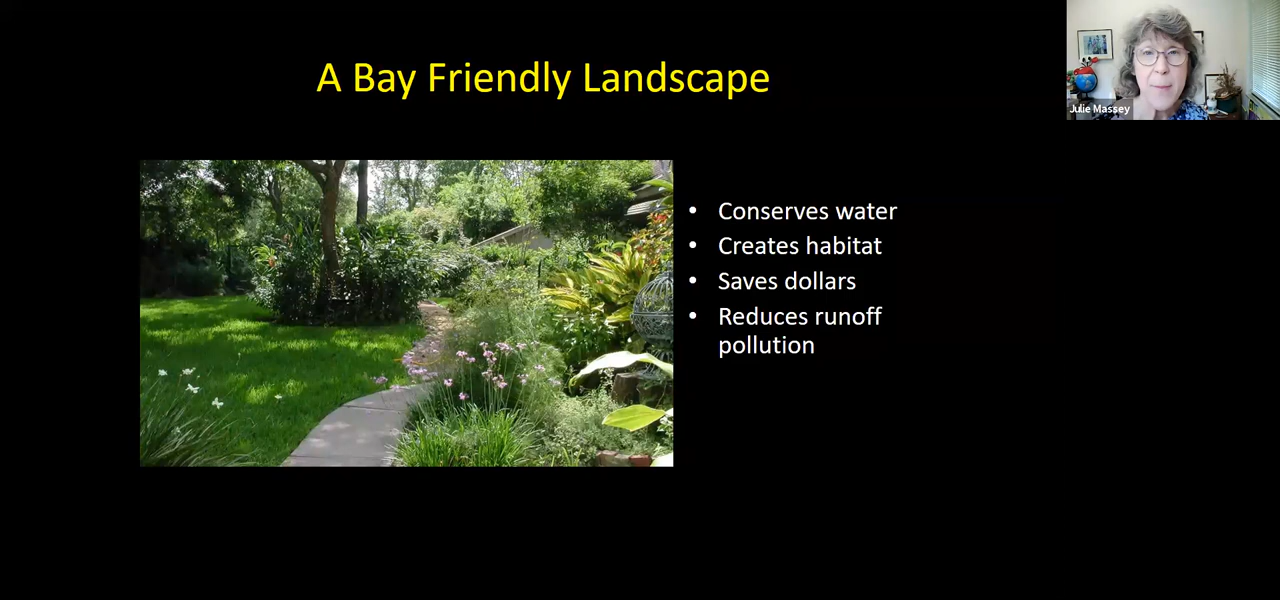 A Bay Friendly Landscape
Julie Massey
• Conserves water
• Creates habitat
• Saves dollars
• Reduces runoff
pollution